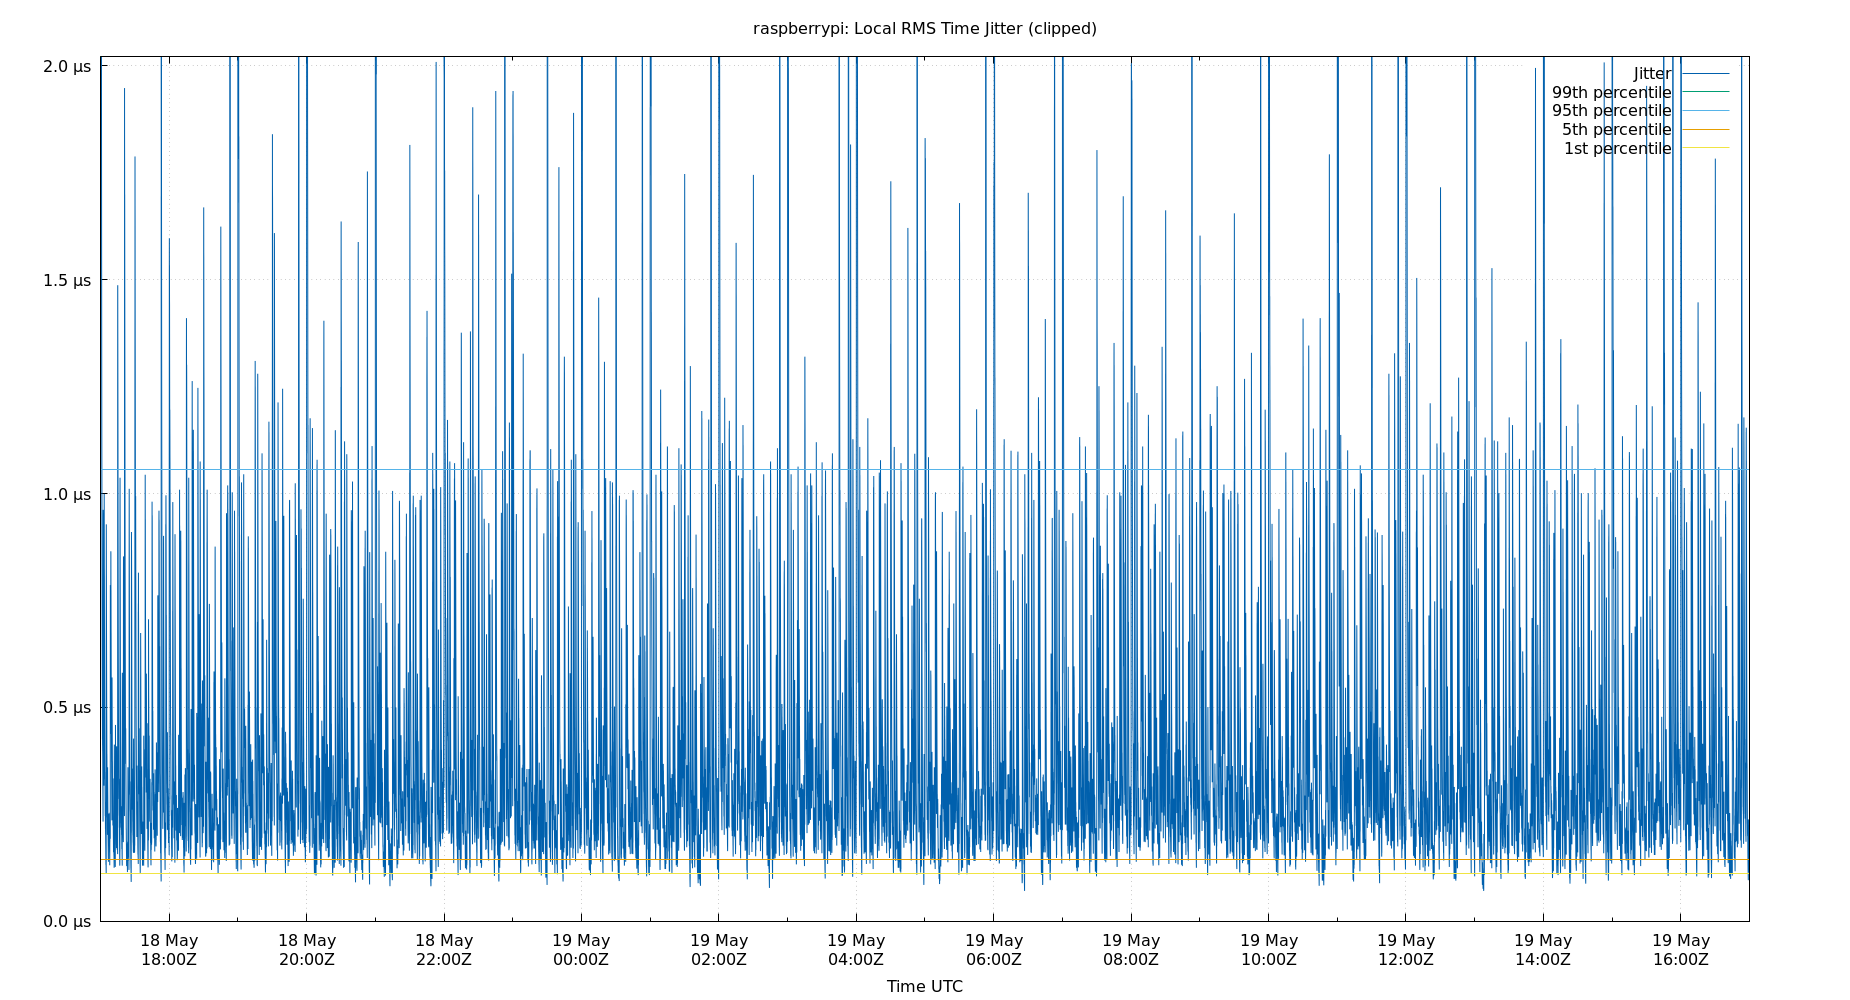 raspberrypi: Local RMS Time Jitter (clipped)
2.0 µs
1.5 µs
1.0 µs
0.5 µs
0.0 µs
Jitter
99th percentile
95th percentile
5th percentile
1st percentile
18 May 18 May 18 May 19 May 19 May 19 May 19 May 19 May 19 May 19 May 19 May 19 May
18:00Z 20:00Z 22:00Z 00:00Z 02:00Z 04:00Z 06:00Z 08:00Z 10:00Z 12:00Z 14:00Z 16:00Z
Time UTC